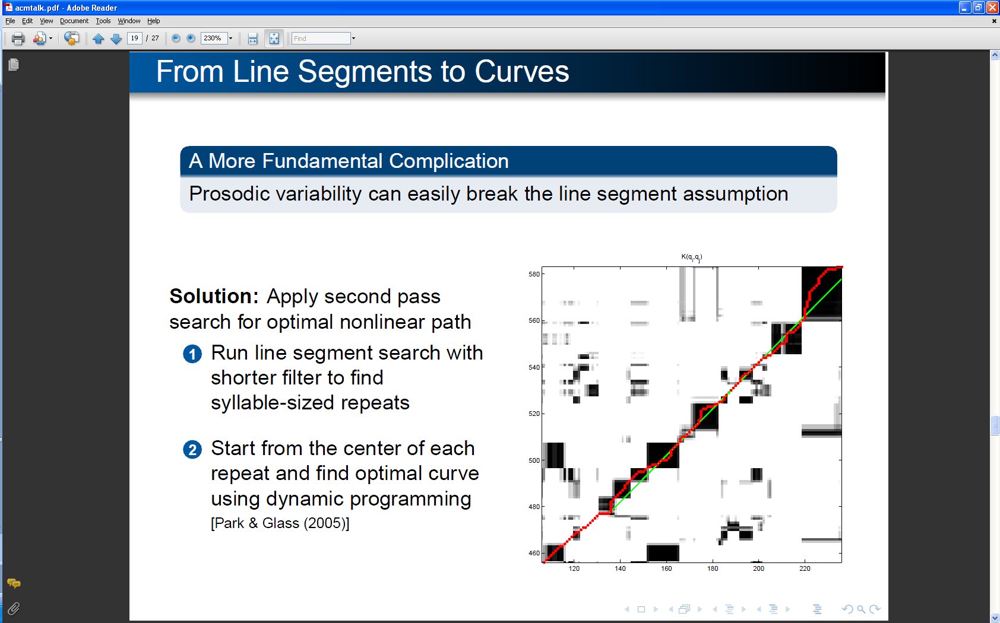 acmtalk.pdf - Adobe Reader
File Edit View Document Tools Window Help
19 / 27 230% Find
From Line Segments to Curves
A More Fundamental Complication
Prosodic variability can easily break the line segment assumption
Solution: Apply second pass
search for optimal nonlinear path
1 Run line segment search with
shorter filter to find
syllable-sized repeats
2 Start from the center of each
repeat and find optimal curve
using dynamic programming
[Park & Glass (2005)]
K(qi,qj)
580
560
540
520
500
480
460
120 140 160 180 200 220